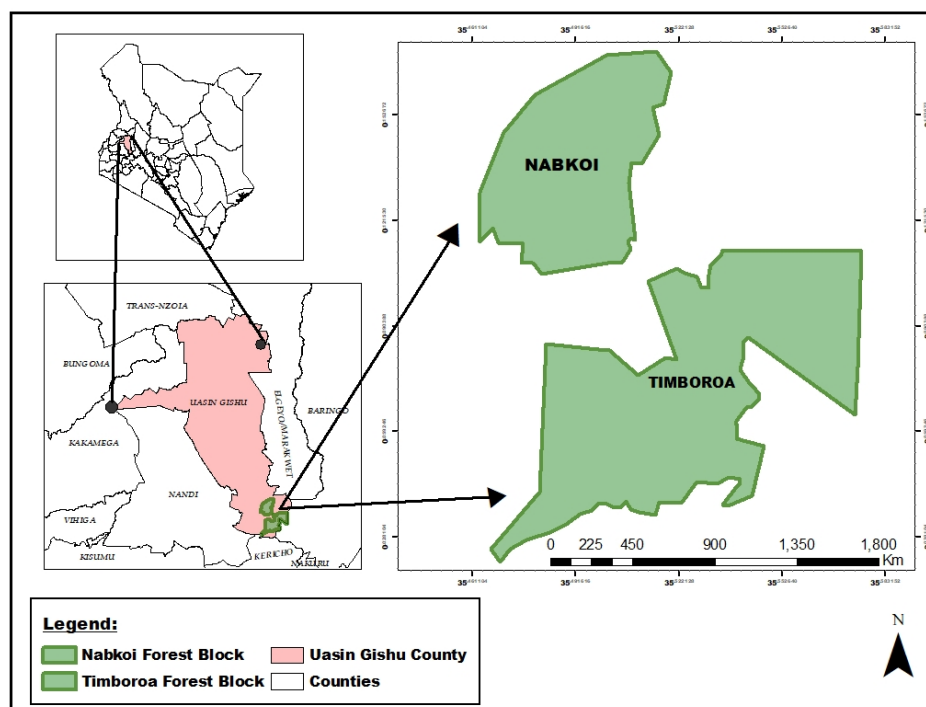 NABKOI
TIMBOROA
TRANS-NZOIA
BUNGOMA
UASIN GISHU
ELGEYO/MARAKWET
BARINGO
KAKAMEGA
NANDI
VIHIGA
KISUMU
KERICHO
NAKURU
0 225 450 900 1,350 1,800
Km
N
Legend:
Nabkoi Forest Block
Uasin Gishu County
Timboroa Forest Block
Counties